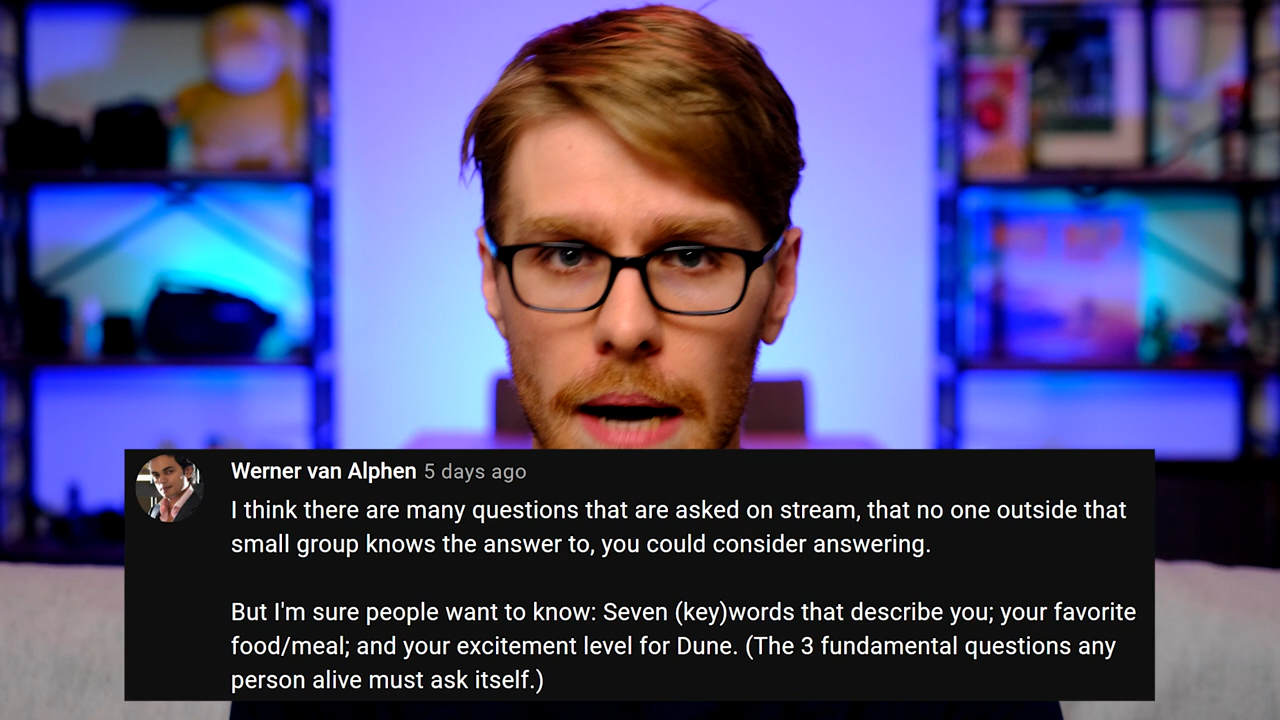 Werner van Alphen 5 days ago
I think there are many questions that are asked on stream, that no one outside that
small group knows the answer to, you could consider answering.
But I'm sure people want to know: Seven (key)words that describe you; your favorite
food/meal; and your excitement level for Dune. (The 3 fundamental questions any
person alive must ask itself.)